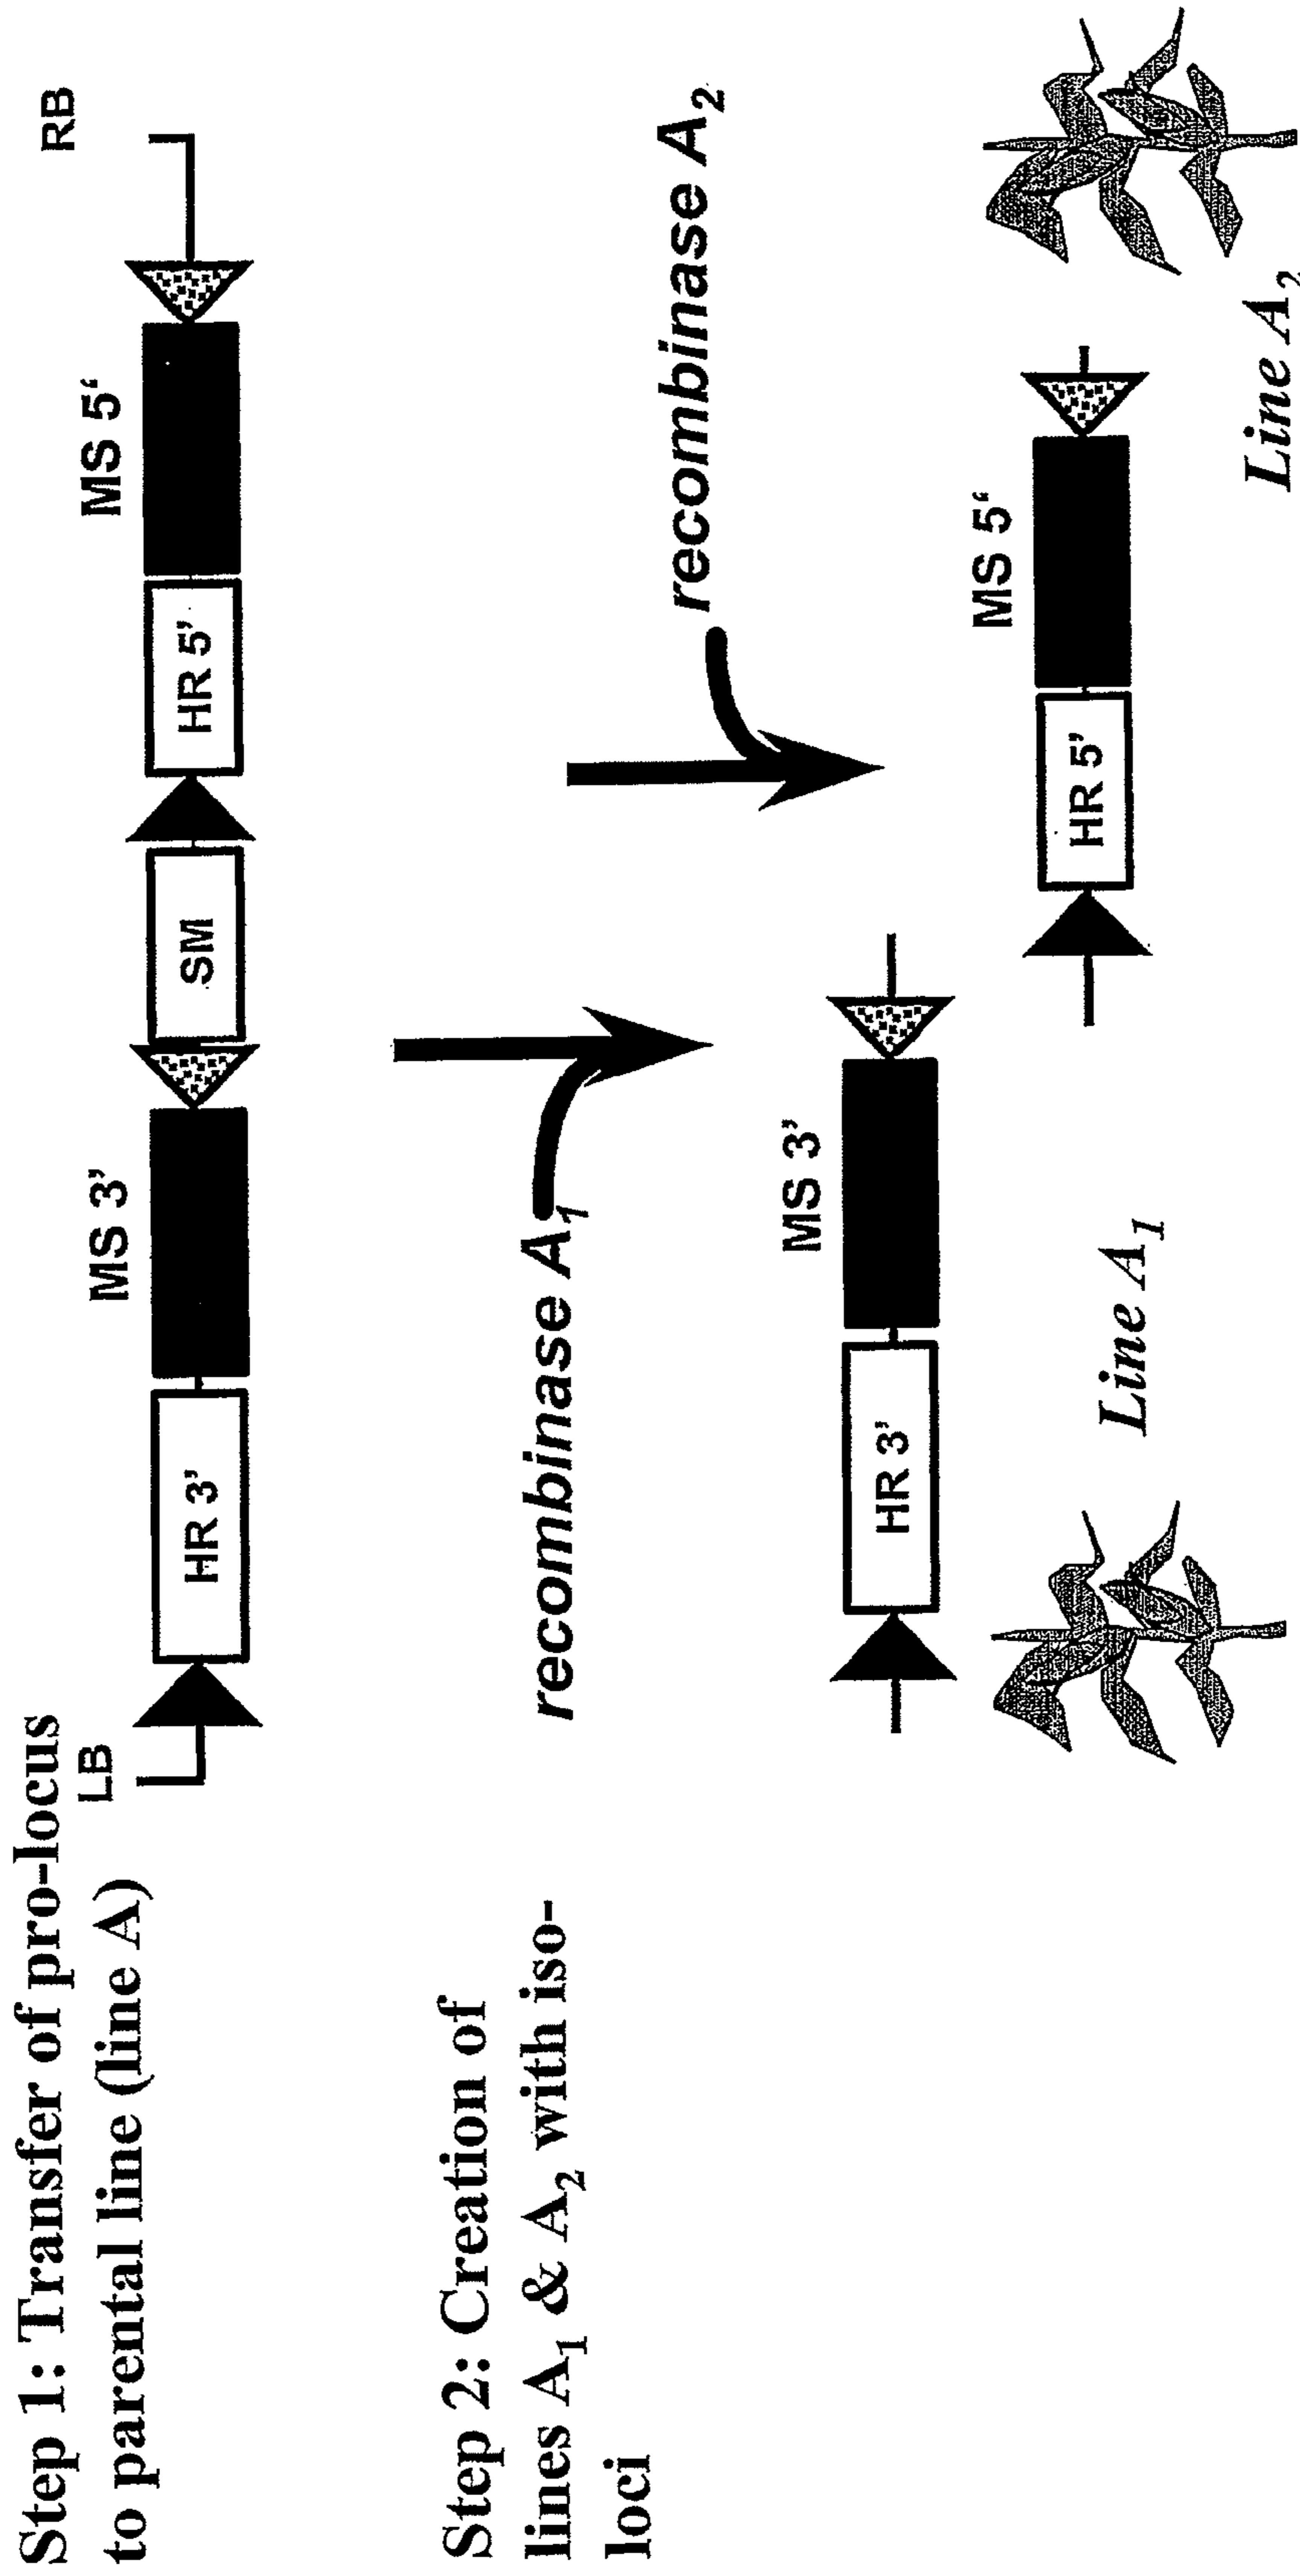 Step 1: Transfer of pro-locus
to parental line (line A)
LB
RB
HR 3’
MS 3’
SM
HR 5’
MS 5‘
Step 2: Creation of
lines A₁ & A₂ with iso-
loci
recombinase A₁
recombinase A₂
HR 3’
MS 3’
HR 5’
MS 5‘
Line A₁
Line A₂